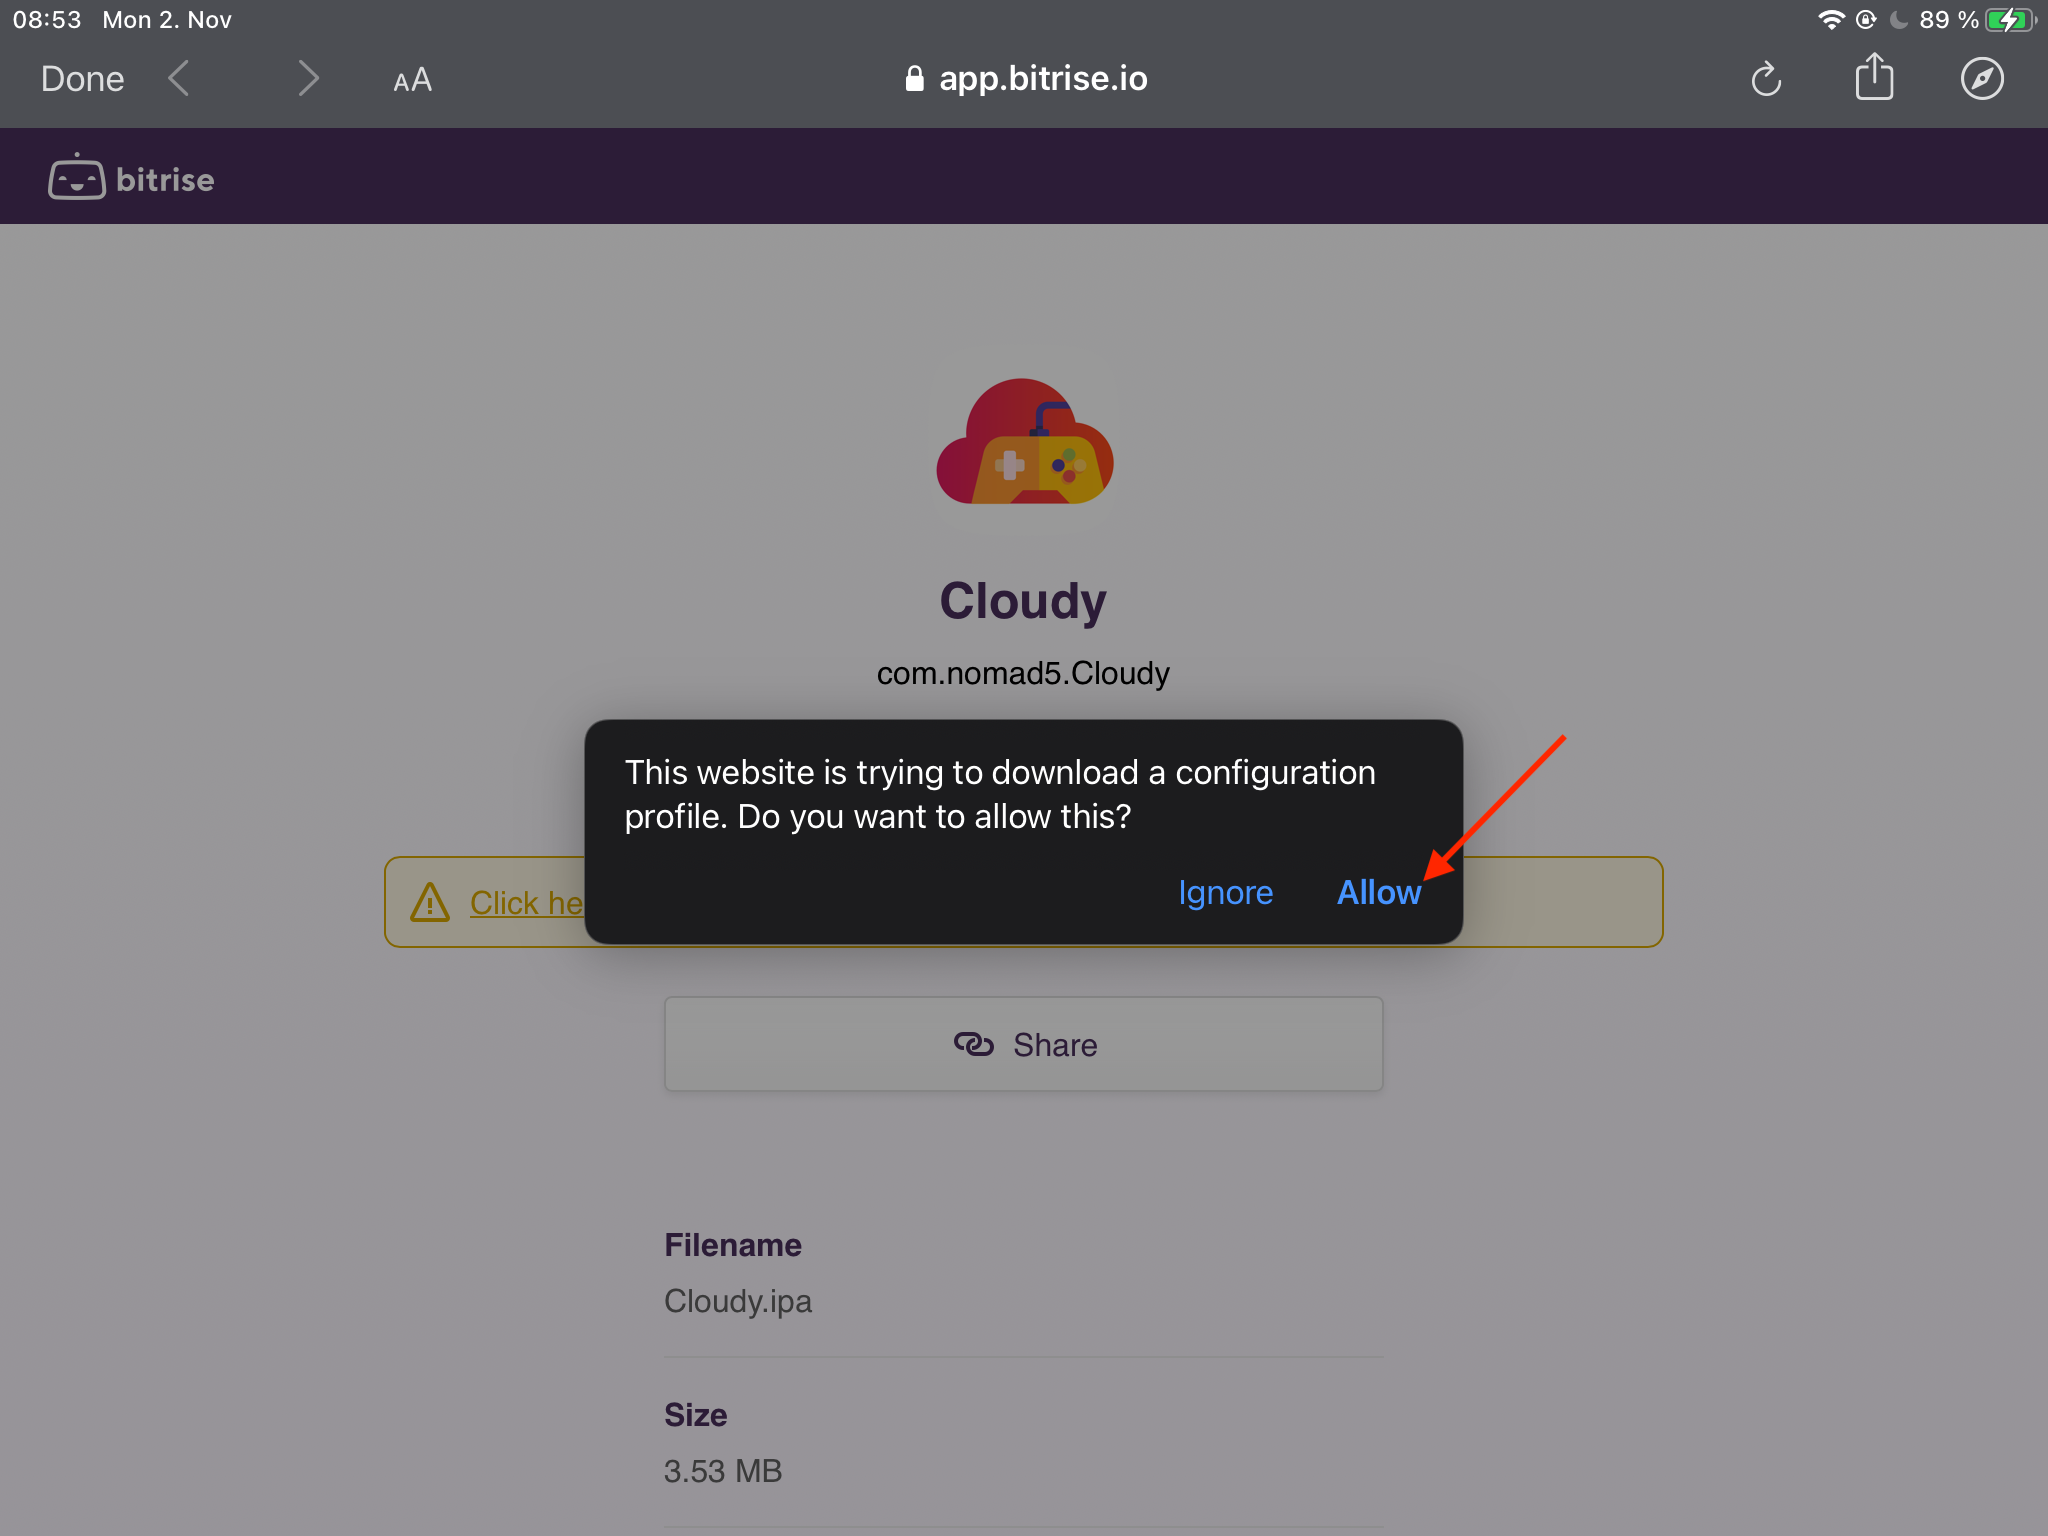 08:53 Mon 2. Nov 89 %
Done AA app.bitrise.io
bitrise
Cloudy
com.nomad5.Cloudy
This website is trying to download a configuration
profile. Do you want to allow this?
Ignore Allow
Click he
Share
Filename
Cloudy.ipa
Size
3.53 MB